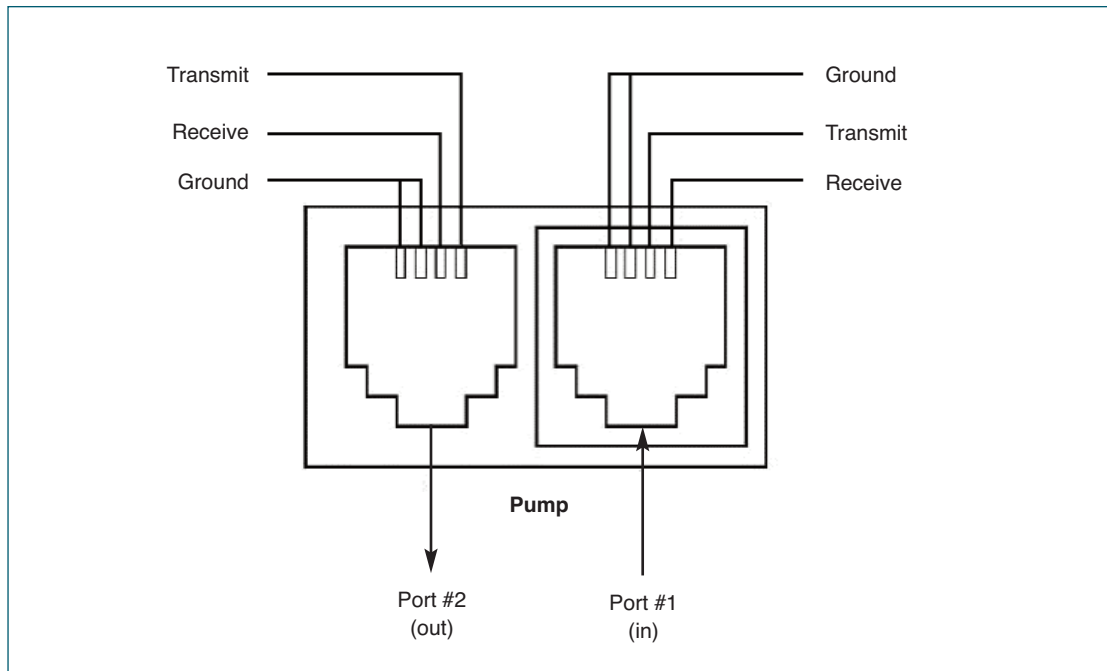 Transmit
Receive
Ground
Ground
Transmit
Receive
Pump
Port #2
(out)
Port #1
(in)